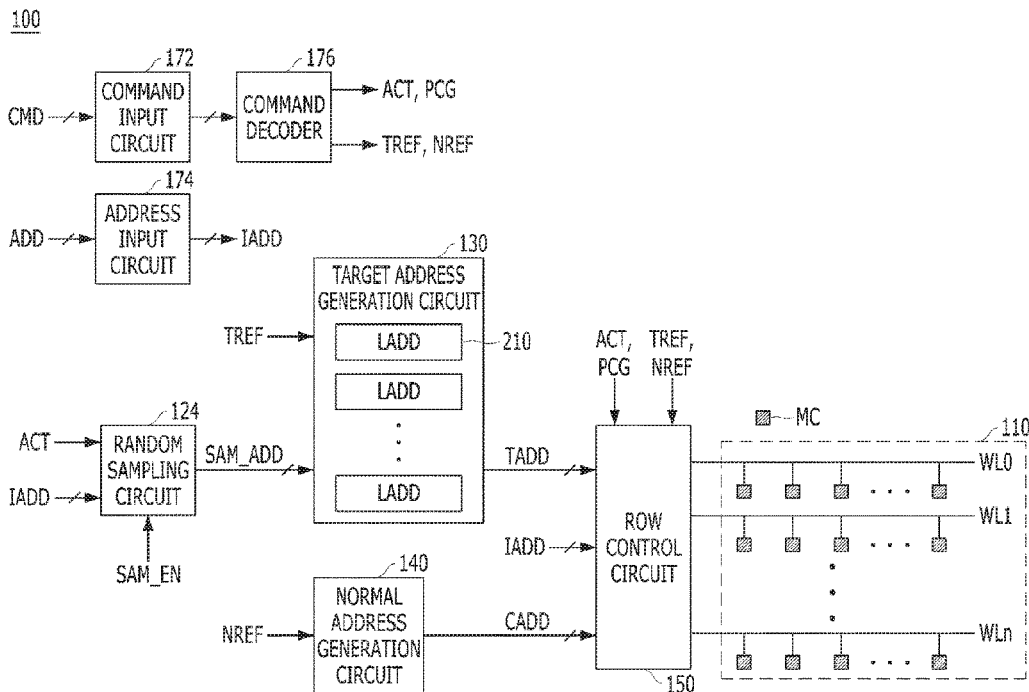 100
172
COMMAND
INPUT
CIRCUIT
CMD
176
COMMAND
DECODER
ACT, PCG
TREF, NREF
174
ADDRESS
INPUT
CIRCUIT
ADD
IADD
130
TARGET ADDRESS
GENERATION CIRCUIT
TREF
LADD
210
LADD
LADD
124
RANDOM
SAMPLING
CIRCUIT
ACT
IADD
SAM_EN
SAM_ADD
TADD
140
NORMAL
ADDRESS
GENERATION
CIRCUIT
NREF
CADD
ACT,
PCG
TREF,
NREF
IADD
ROW
CONTROL
CIRCUIT
150
MC
110
WL0
WL1
WLn